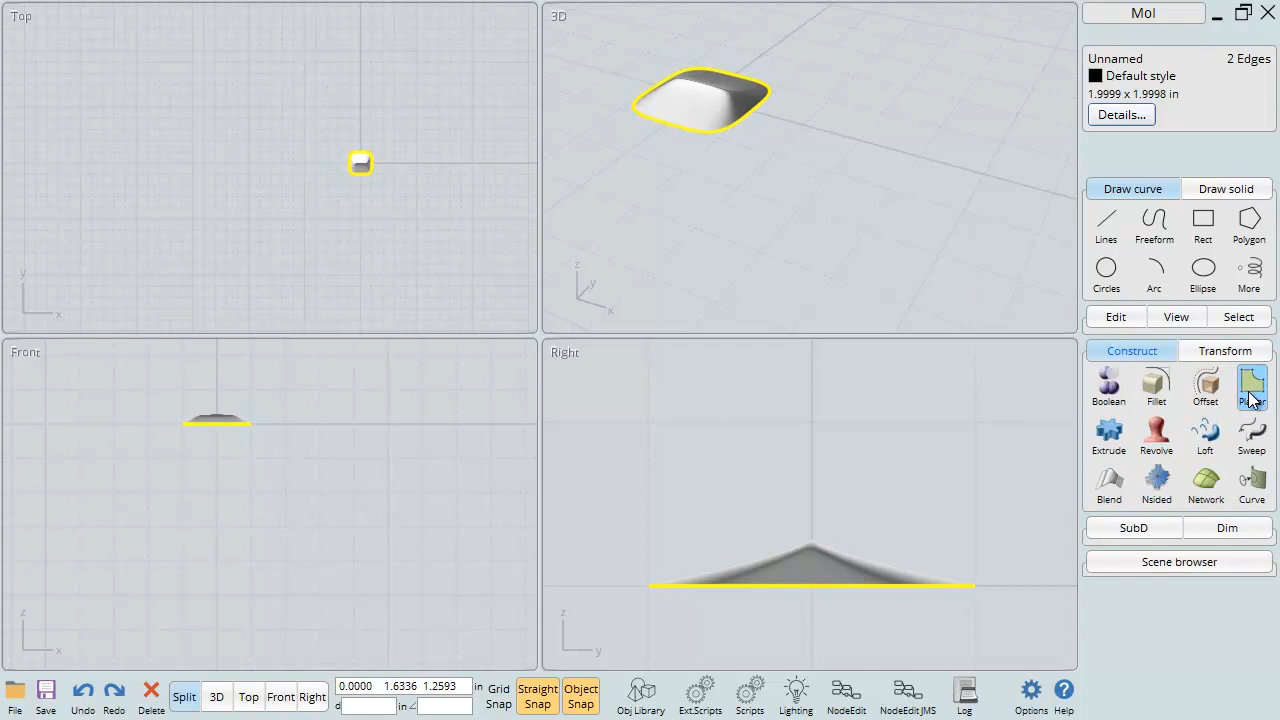 Top
3D
MoI
Unnamed
2 Edges
Default style
1.9999 x 1.9998 in
Details...
Draw curve
Draw solid
Lines
Freeform
Rect
Polygon
Circles
Arc
Ellipse
More
Edit
View
Select
Construct
Transform
Boolean
Fillet
Offset
Extrude
Revolve
Loft
Sweep
Blend
Nsided
Network
Curve
SubD
Dim
Scene browser
y
x
z
y
x
Front
Right
z
x
z
y
File
Save
Undo
Redo
Delete
Split
3D
Top
Front
Right
0.0000 1.6336 1.2593
in
d
in
Grid
Snap
Straight
Snap
Object
Snap
Obj Library
Ext.Scripts
Scripts
Lighting
NodeEdit
NodeEdit JMS
Log
Options
Help